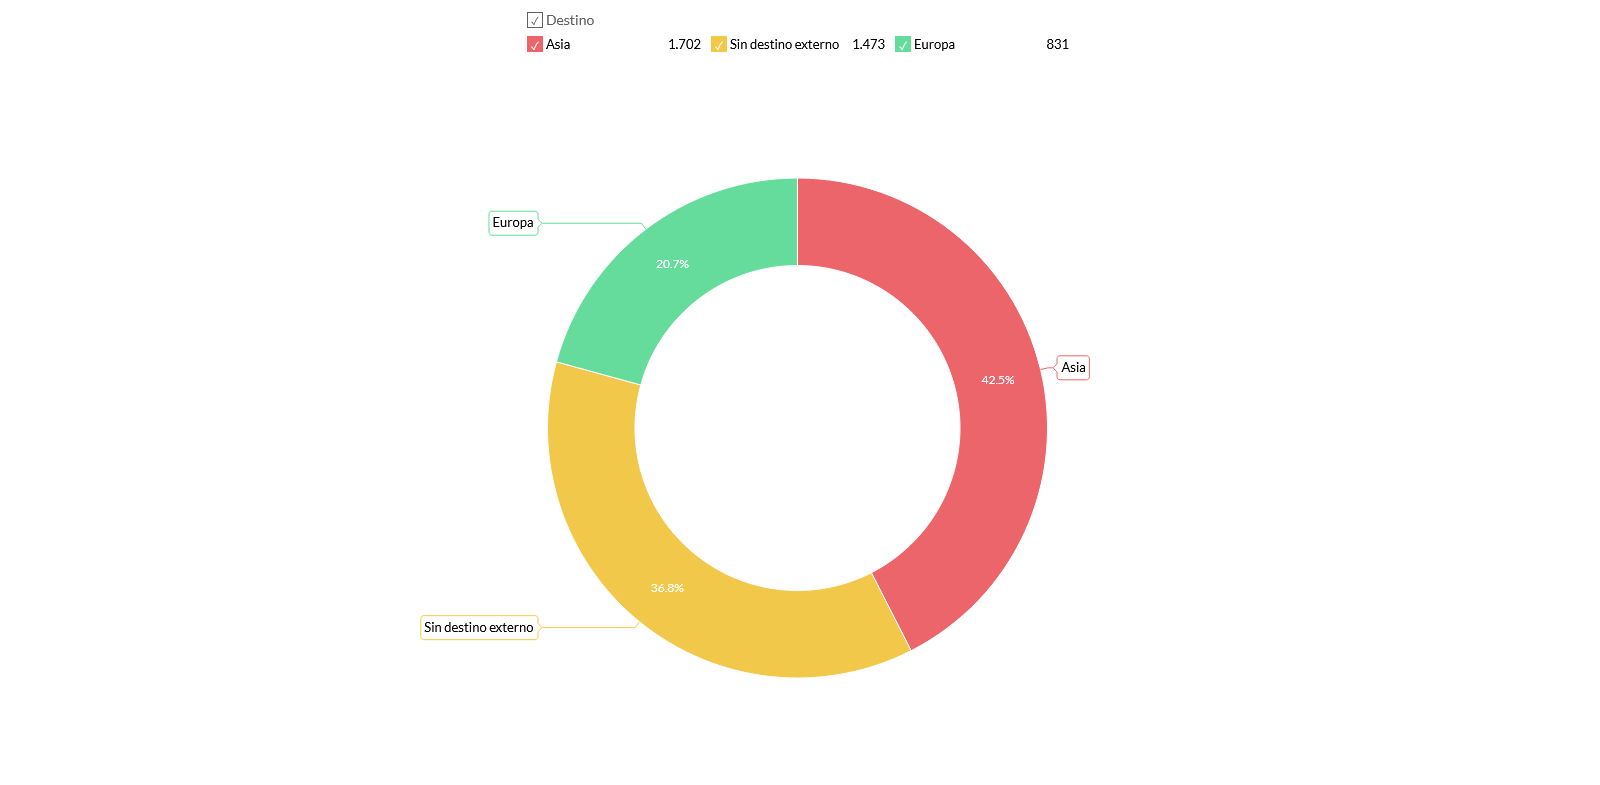 Destino
Asia 1.702 Sin destino externo 1.473 Europa 831
Europa
20.7%
Asia
42.5%
36.8%
Sin destino externo